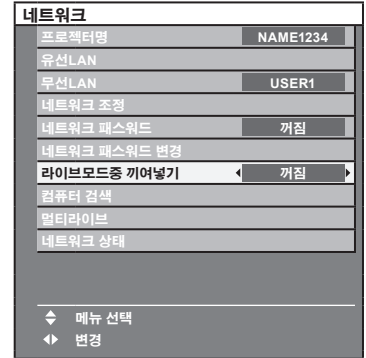 네트워크
프로젝터명 NAME1234
유선LAN
무선LAN USER1
네트워크 조정
네트워크 패스워드 꺼짐
네트워크 패스워드 변경
라이브모드중 끼여넣기 꺼짐
컴퓨터 검색
멀티라이브
네트워크 상태
메뉴 선택
변경